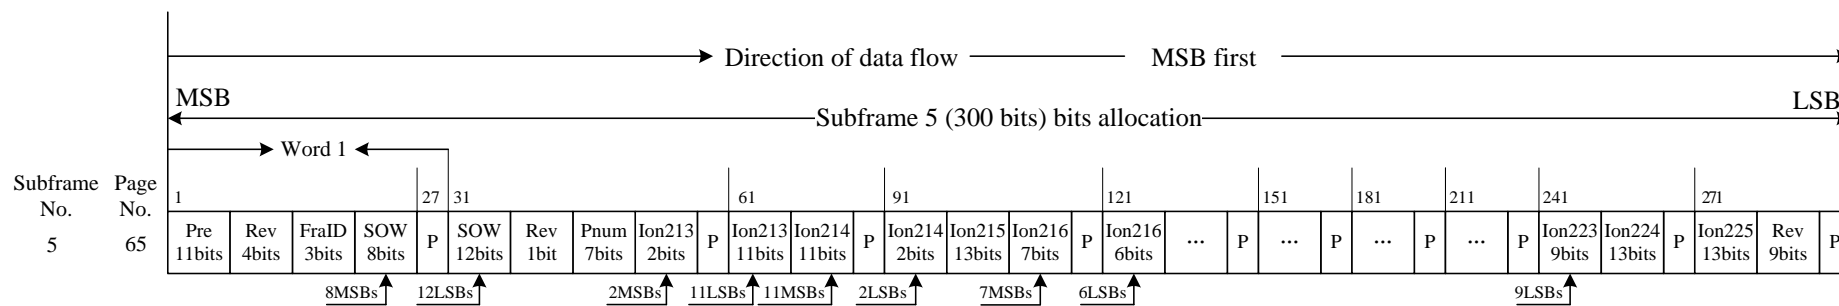 Direction of data flow MSB first
MSB LSB
Subframe 5 (300 bits) bits allocation
Word 1
Subframe No. Page No.
1 27 31 61 91 121 151 181 211 241 271
5 65
Pre 11bits
Rev 4bits
FraID 3bits
SOW 8bits
P
SOW 12bits
Rev 1bit
Pnum 7bits
Ion213 2bits
P
Ion213 11bits
Ion214 11bits
P
Ion214 2bits
Ion215 13bits
Ion216 7bits
P
Ion216 6bits
...
P
...
P
...
P
...
P
Ion223 9bits
Ion224 13bits
P
Ion225 13bits
Rev 9bits
P
8MSBs 12LSBs 2MSBs 11LSBs 11MSBs 2LSBs 7MSBs 6LSBs 9LSBs